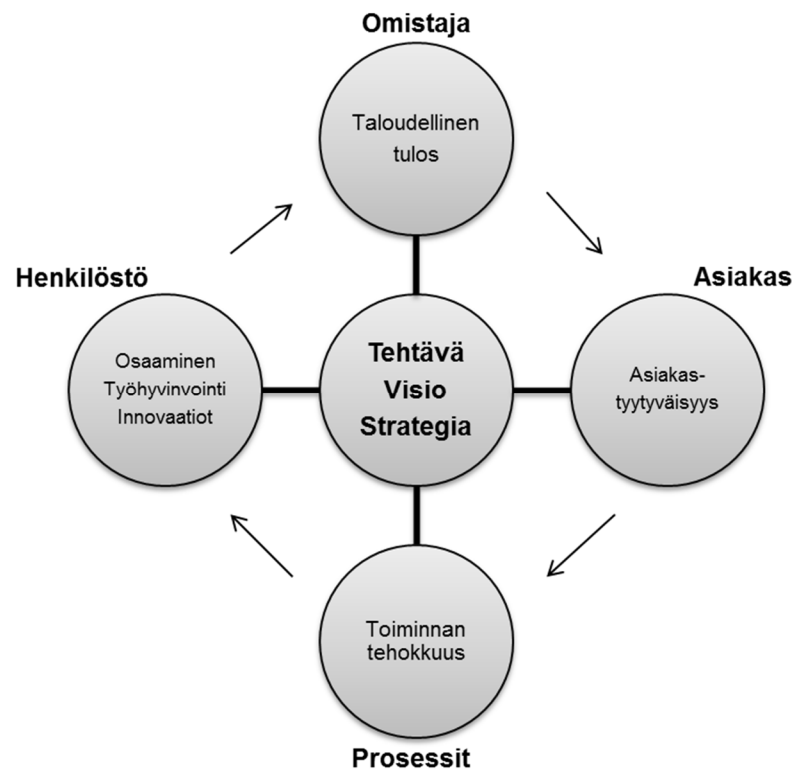 Omistaja
Taloudellinen
tulos
Henkilöstö
Osaaminen
Työhyvinvointi
Innovaatiot
Tehtävä
Visio
Strategia
Asiakas
Asiakas-
tyytyväisyys
Toiminnan
tehokkuus
Prosessit